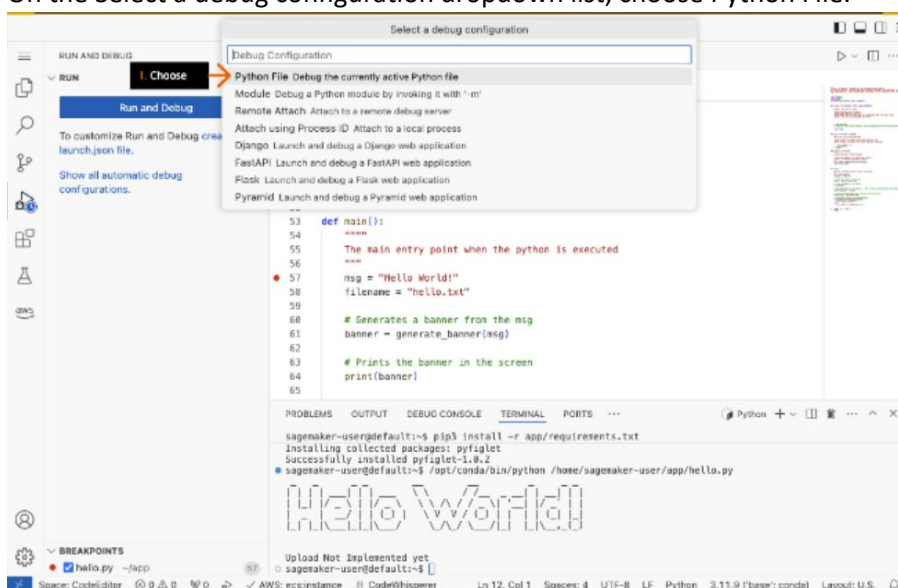 On the Select a debug configuration dropdown list, choose Python File.
Select a debug configuration
RUN AND DEBUG
RUN
1. Choose
Run and Debug
To customize Run and Debug crea
launch.json file.
Show all automatic debug
configurations.
Debug Configuration
Python File Debug the currently active Python file
Module Debug a Python module by invoking it with '-m'
Remote Attach Attach to a remote debug server
Attach using Process ID Attach to a local process
Django Launch and debug a Django web application
FastAPI Launch and debug a FastAPI web application
Flask Launch and debug a Flask web application
Pyramid Launch and debug a Pyramid web application
53 def main():
54 """
55 The main entry point when the python is executed
56 """
57 msg = "Hello World!"
58 filename = "hello.txt"
59
60 # Generates a banner from the msg
61 banner = generate_banner(msg)
62
63 # Prints the banner in the screen
64 print(banner)
65
aws
PROBLEMS OUTPUT DEBUG CONSOLE TERMINAL PORTS ··· Python
sagemaker-user@default:~$ pip3 install -r app/requirements.txt
Installing collected packages: pyfiglet
Successfully installed pyfiglet-1.0.2
sagemaker-user@default:~$ /opt/conda/bin/python /home/sagemaker-user/app/hello.py
Hello World!
Upload Not Implemented yet
sagemaker-user@default:~$
BREAKPOINTS
hello.py ~/app 57
Space: CodeEditor 0 0 0 AWS: ecsinstance CodeWhisperer Ln 12, Col 1 Spaces: 4 UTF-8 LF Python 3.11.9 ('base': conda) Layout: U.S.